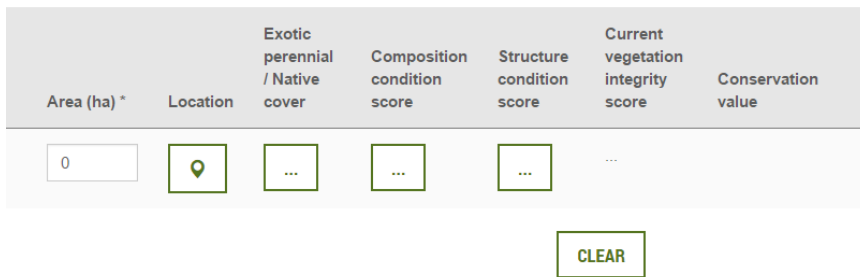 Exotic
perennial
/ Native
cover
Composition
condition
score
Structure
condition
score
Current
vegetation
integrity
score
Conservation
value
Area (ha) *
Location
0
...
...
...
...
CLEAR